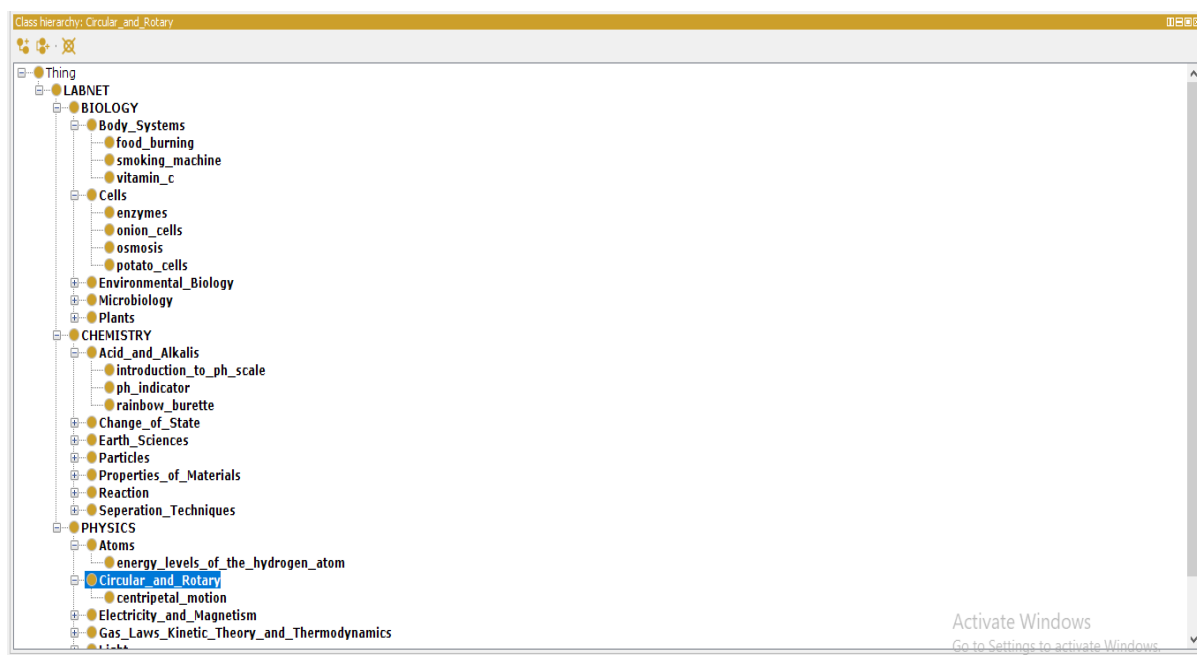 Class hierarchy: Circular_and_Rotary
Thing
LABNET
BIOLOGY
Body_Systems
food_burning
smoking_machine
vitamin_c
Cells
enzymes
onion_cells
osmosis
potato_cells
Environmental_Biology
Microbiology
Plants
CHEMISTRY
Acid_and_Alkalis
introduction_to_ph_scale
ph_indicator
rainbow_burette
Change_of_State
Earth_Sciences
Particles
Properties_of_Materials
Reaction
Seperation_Techniques
PHYSICS
Atoms
energy_levels_of_the_hydrogen_atom
Circular_and_Rotary
centripetal_motion
Electricity_and_Magnetism
Gas_Laws_Kinetic_Theory_and_Thermodynamics
Light
Activate Windows
Go to Settings to activate Windows.